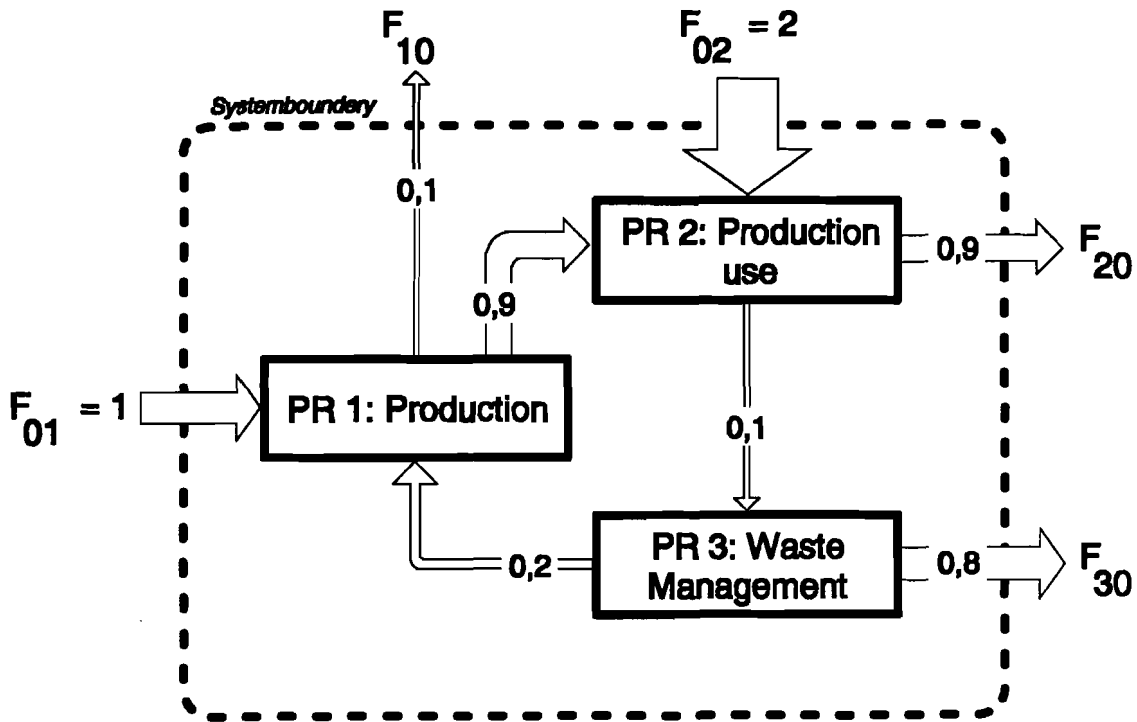 F10
F02 = 2
Systemboundery
0,1
PR 2: Production
use
0,9
F20
0,9
F01 = 1
PR 1: Production
0,1
PR 3: Waste
Management
0,2
0,8
F30